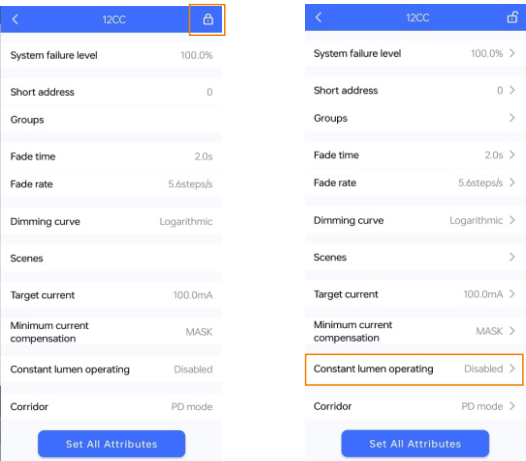 12CC
System failure level 100.0%
Short address 0
Groups
Fade time 2.0s
Fade rate 5.6steps/s
Dimming curve Logarithmic
Scenes
Target current 100.0mA
Minimum current
compensation MASK
Constant lumen operating Disabled
Corridor PD mode
Set All Attributes
12CC
System failure level 100.0%
Short address 0
Groups
Fade time 2.0s
Fade rate 5.6steps/s
Dimming curve Logarithmic
Scenes
Target current 100.0mA
Minimum current
compensation MASK
Constant lumen operating Disabled
Corridor PD mode
Set All Attributes